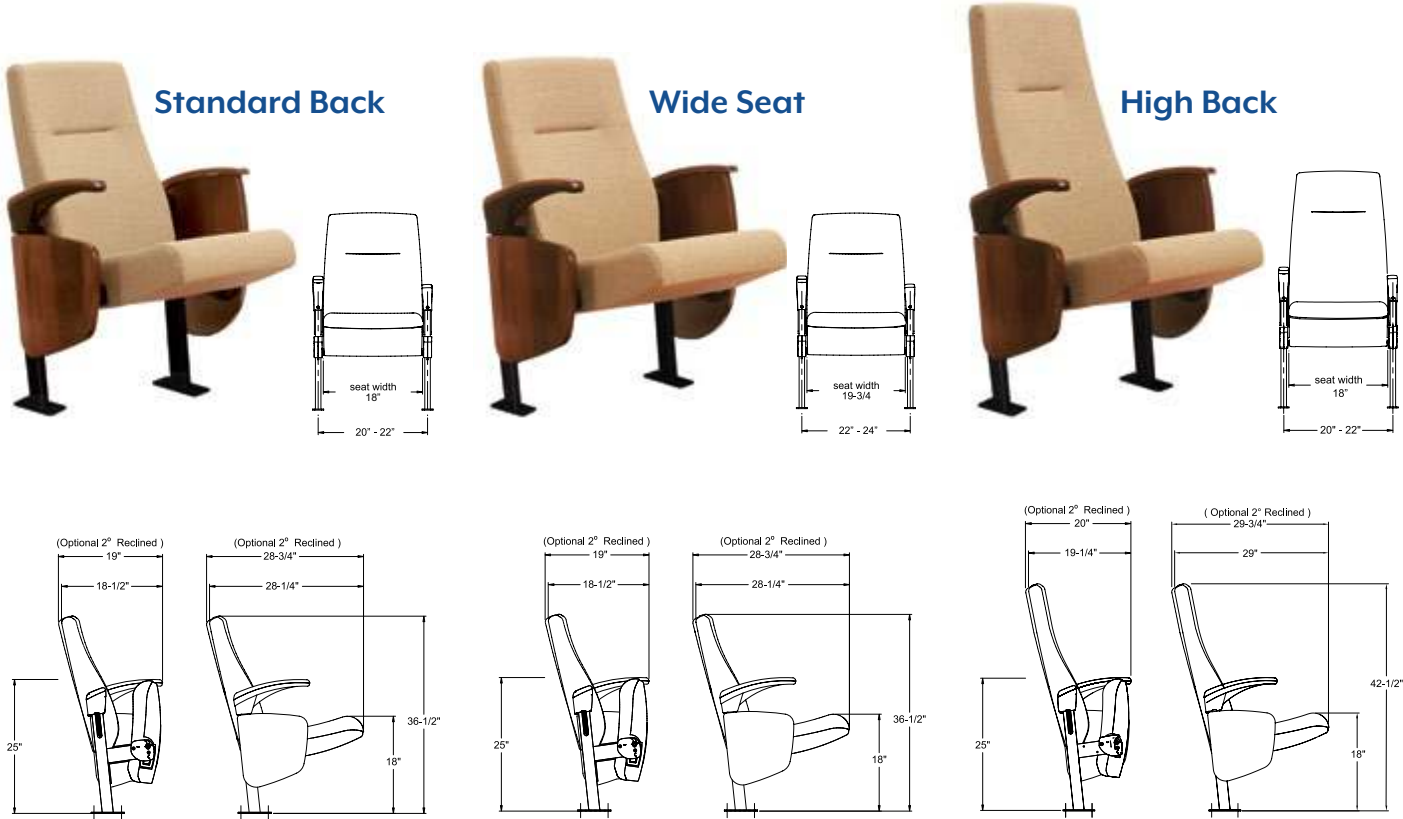 Standard Back
seat width
18"
20" - 22"
Wide Seat
seat width
19-3/4
22" - 24"
High Back
seat width
18"
20" - 22"
(Optional 2° Reclined )
19"
18-1/2"
25"
(Optional 2° Reclined )
28-3/4"
28-1/4"
36-1/2"
18"
(Optional 2° Reclined )
19"
18-1/2"
25"
(Optional 2° Reclined )
28-3/4"
28-1/4"
36-1/2"
18"
(Optional 2° Reclined )
20"
19-1/4"
25"
( Optional 2° Reclined )
29-3/4"
29"
42-1/2"
18"